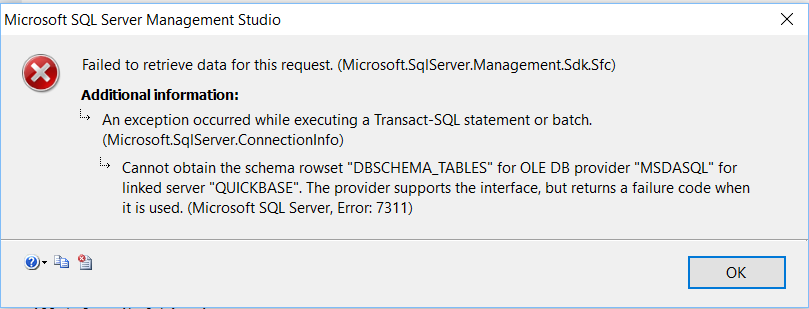 Microsoft SQL Server Management Studio
Failed to retrieve data for this request. (Microsoft.SqlServer.Management.Sdk.Sfc)
Additional information:
An exception occurred while executing a Transact-SQL statement or batch.
(Microsoft.SqlServer.ConnectionInfo)
Cannot obtain the schema rowset "DBSCHEMA_TABLES" for OLE DB provider "MSDASQL" for
linked server "QUICKBASE". The provider supports the interface, but returns a failure code when
it is used. (Microsoft SQL Server, Error: 7311)
OK